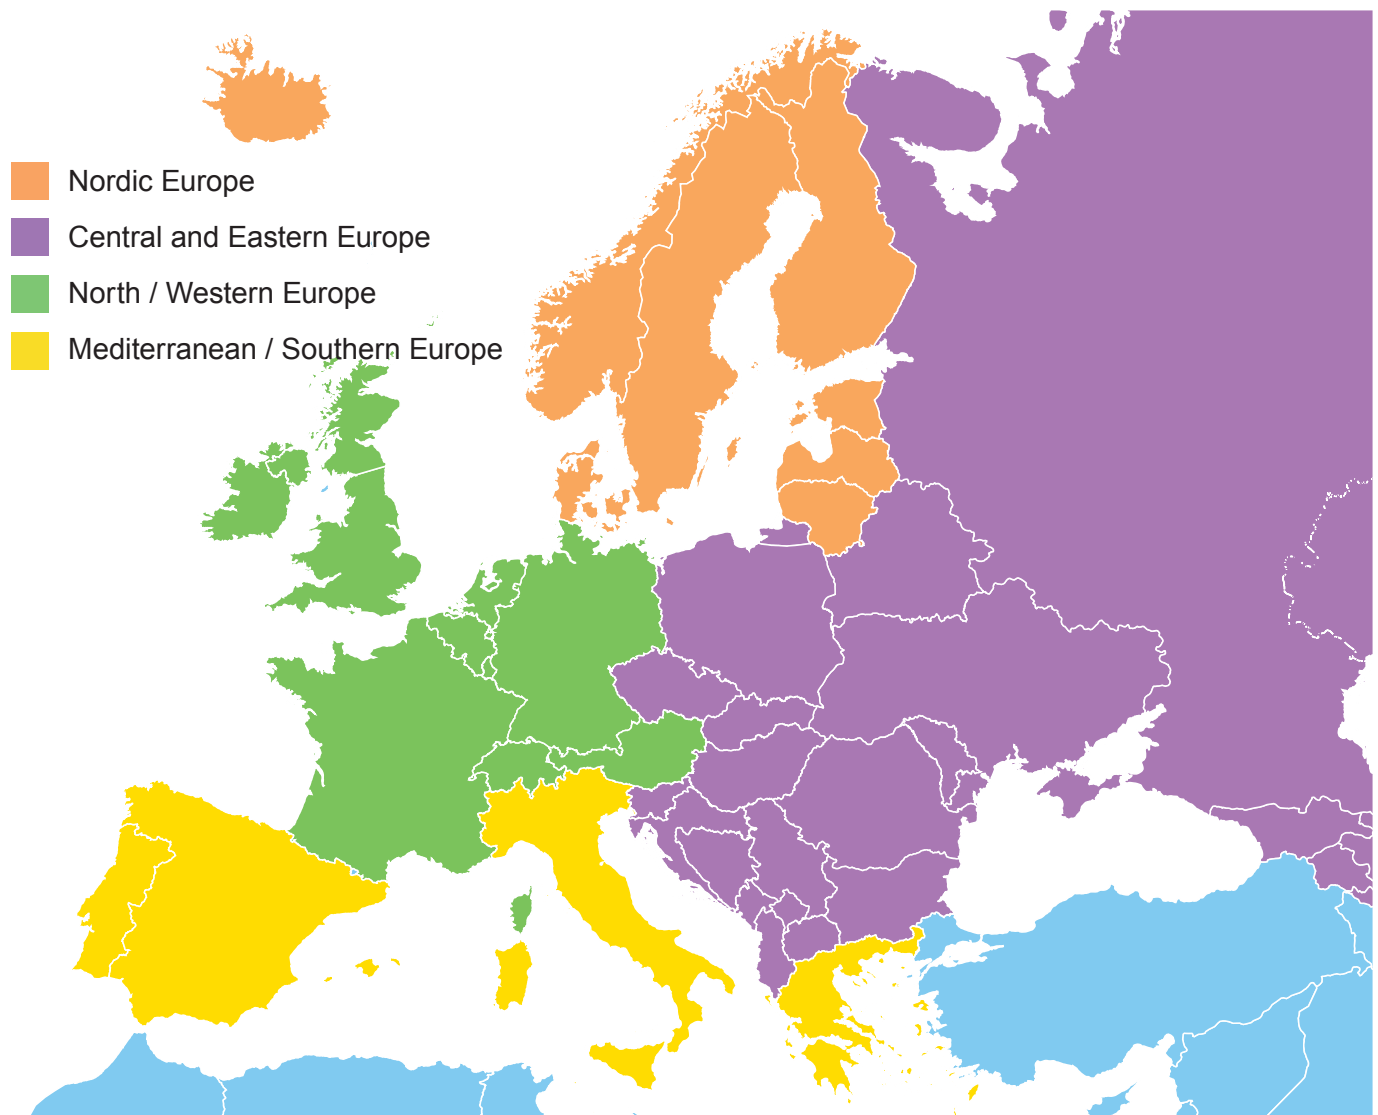 Nordic Europe
Central and Eastern Europe
North / Western Europe
Mediterranean / Southern Europe